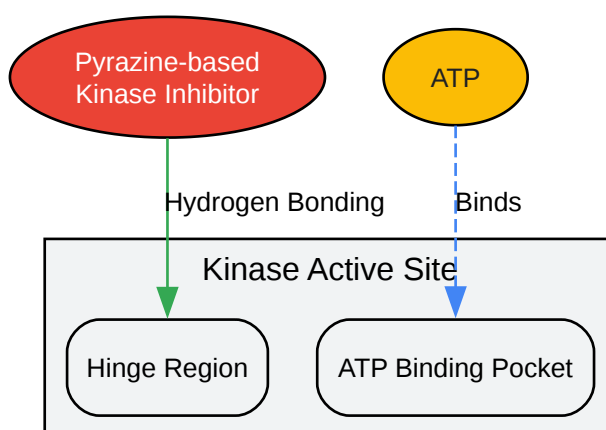 Pyrazine-based
Kinase Inhibitor
ATP
Hydrogen Bonding
Binds
Kinase Active Site
Hinge Region
ATP Binding Pocket